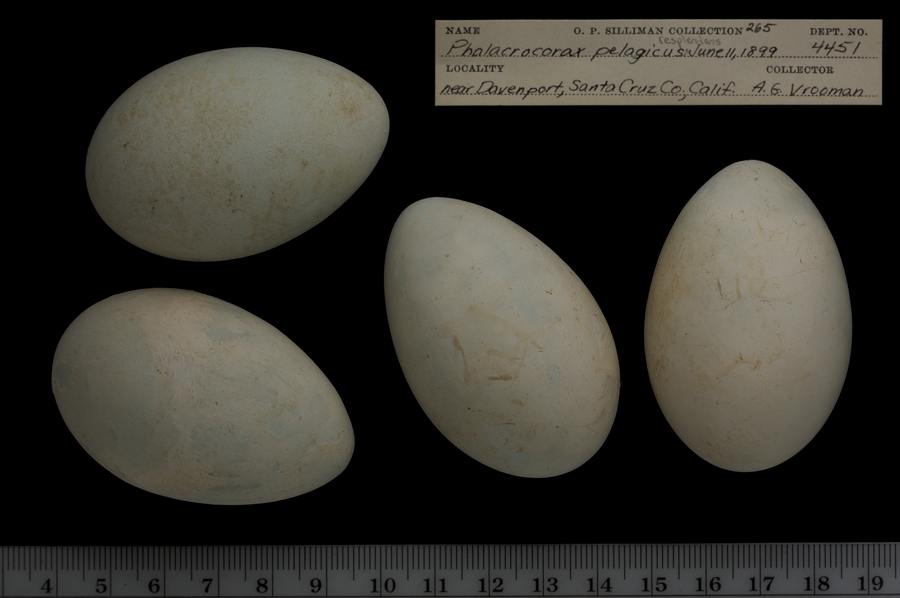 NAME O. P. SILLIMAN COLLECTION 265 DEPT. NO.
resplendens
Phalacrocorax pelagicus June 11, 1899 4451
LOCALITY COLLECTOR
near Davenport, Santa Cruz Co., Calif. A. G. Vrooman
4 5 6 7 8 9 10 11 12 13 14 15 16 17 18 19